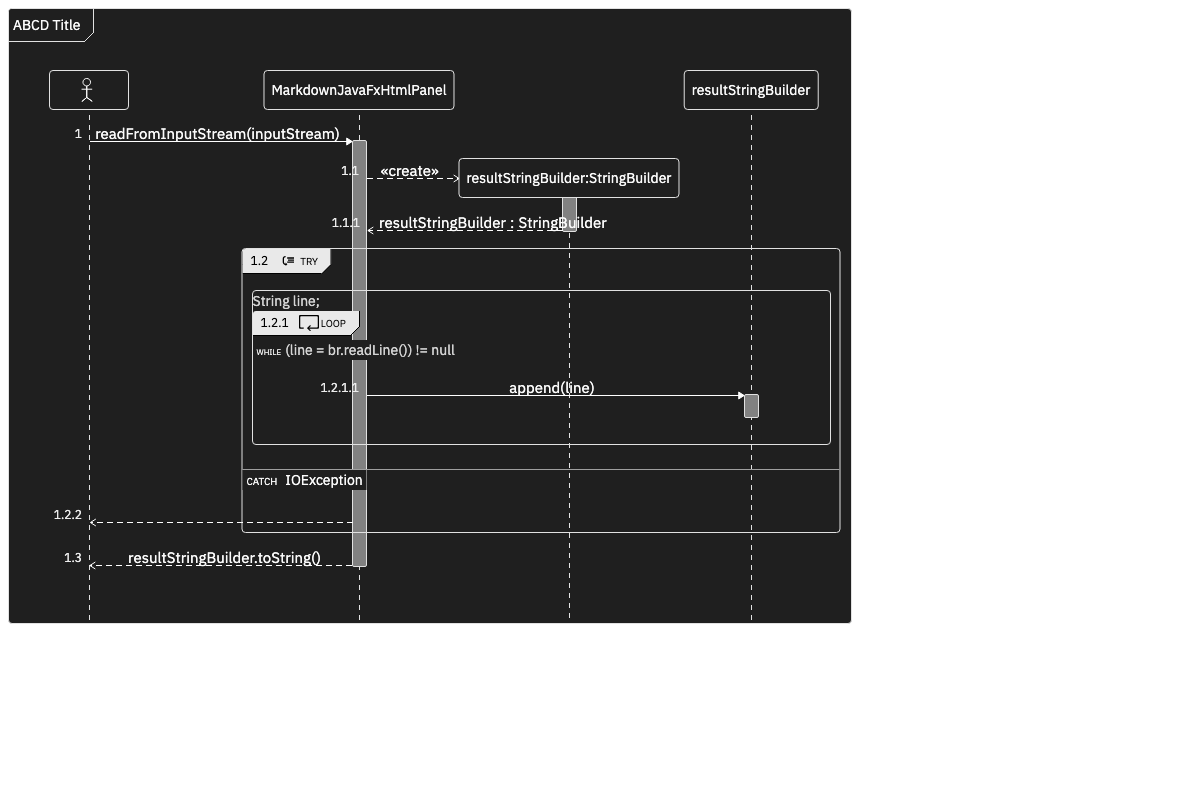 ABCD Title
MarkdownJavaFxHtmlPanel
resultStringBuilder
1 readFromInputStream(inputStream)
1.1 «create»
resultStringBuilder:StringBuilder
1.1.1 resultStringBuilder : StringBuilder
1.2 TRY
String line;
1.2.1 LOOP
WHILE (line = br.readLine()) != null
1.2.1.1 append(line)
CATCH IOException
1.2.2
1.3 resultStringBuilder.toString()